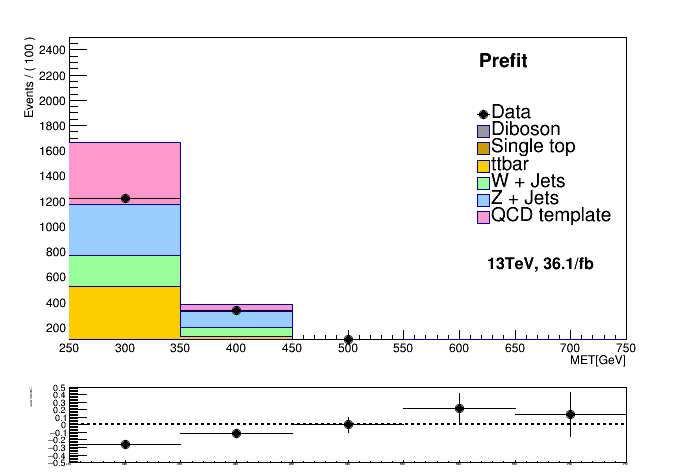 Events / ( 100 )
2400
2200
2000
1800
1600
1400
1200
1000
800
600
400
200
Prefit
Data
Diboson
Single top
ttbar
W + Jets
Z + Jets
QCD template
13TeV, 36.1/fb
250 300 350 400 450 500 550 600 650 700 750
MET[GeV]
0.5
0.4
0.3
0.2
0.1
0
−0.1
−0.2
−0.3
−0.4
−0.5